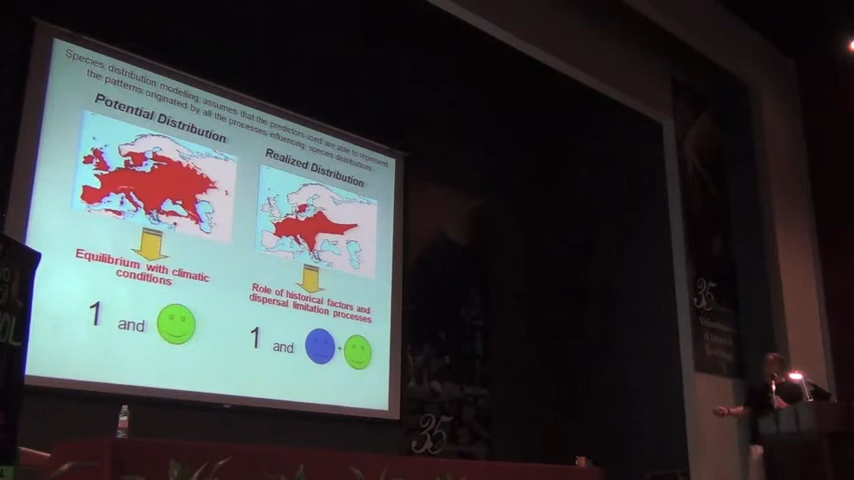 Species distribution modelling assumes that the predictors used are able to represent
the patterns originated by all the processes influencing species distributions
Potential Distribution
Realized Distribution
Equilibrium with climatic
conditions
Role of historical factors and
dispersal limitation processes
1 and
1 and +
35
35